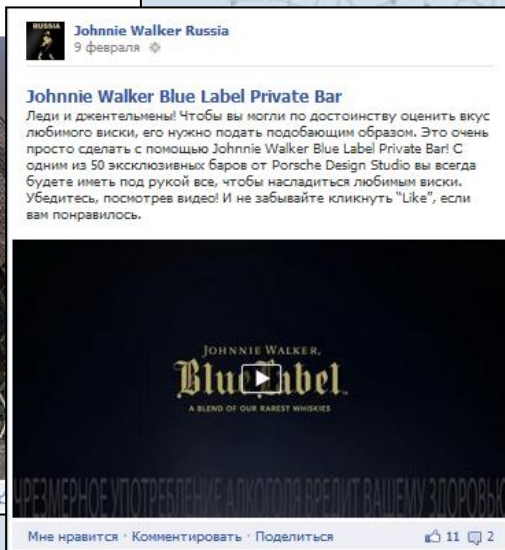 RUSSIA
Johnnie Walker Russia
9 февраля
Johnnie Walker Blue Label Private Bar
Леди и джентельмены! Чтобы вы могли по достоинству оценить вкус
любимого виски, его нужно подать подобающим образом. Это очень
просто сделать с помощью Johnnie Walker Blue Label Private Bar! С
одним из 50 эксклюзивных баров от Porsche Design Studio вы всегда
будете иметь под рукой все, чтобы насладиться любимым виски.
Убедитесь, посмотрев видео! И не забывайте кликнуть "Like", если
вам понравилось.
JOHNNIE WALKER.
Blue Label
A BLEND OF OUR RAREST WHISKIES
ЧРЕЗМЕРНОЕ УПОТРЕБЛЕНИЕ АЛКОГОЛЯ ВРЕДИТ ВАШЕМУ ЗДОРОВЬЮ
Мне нравится · Комментировать · Поделиться 11 2